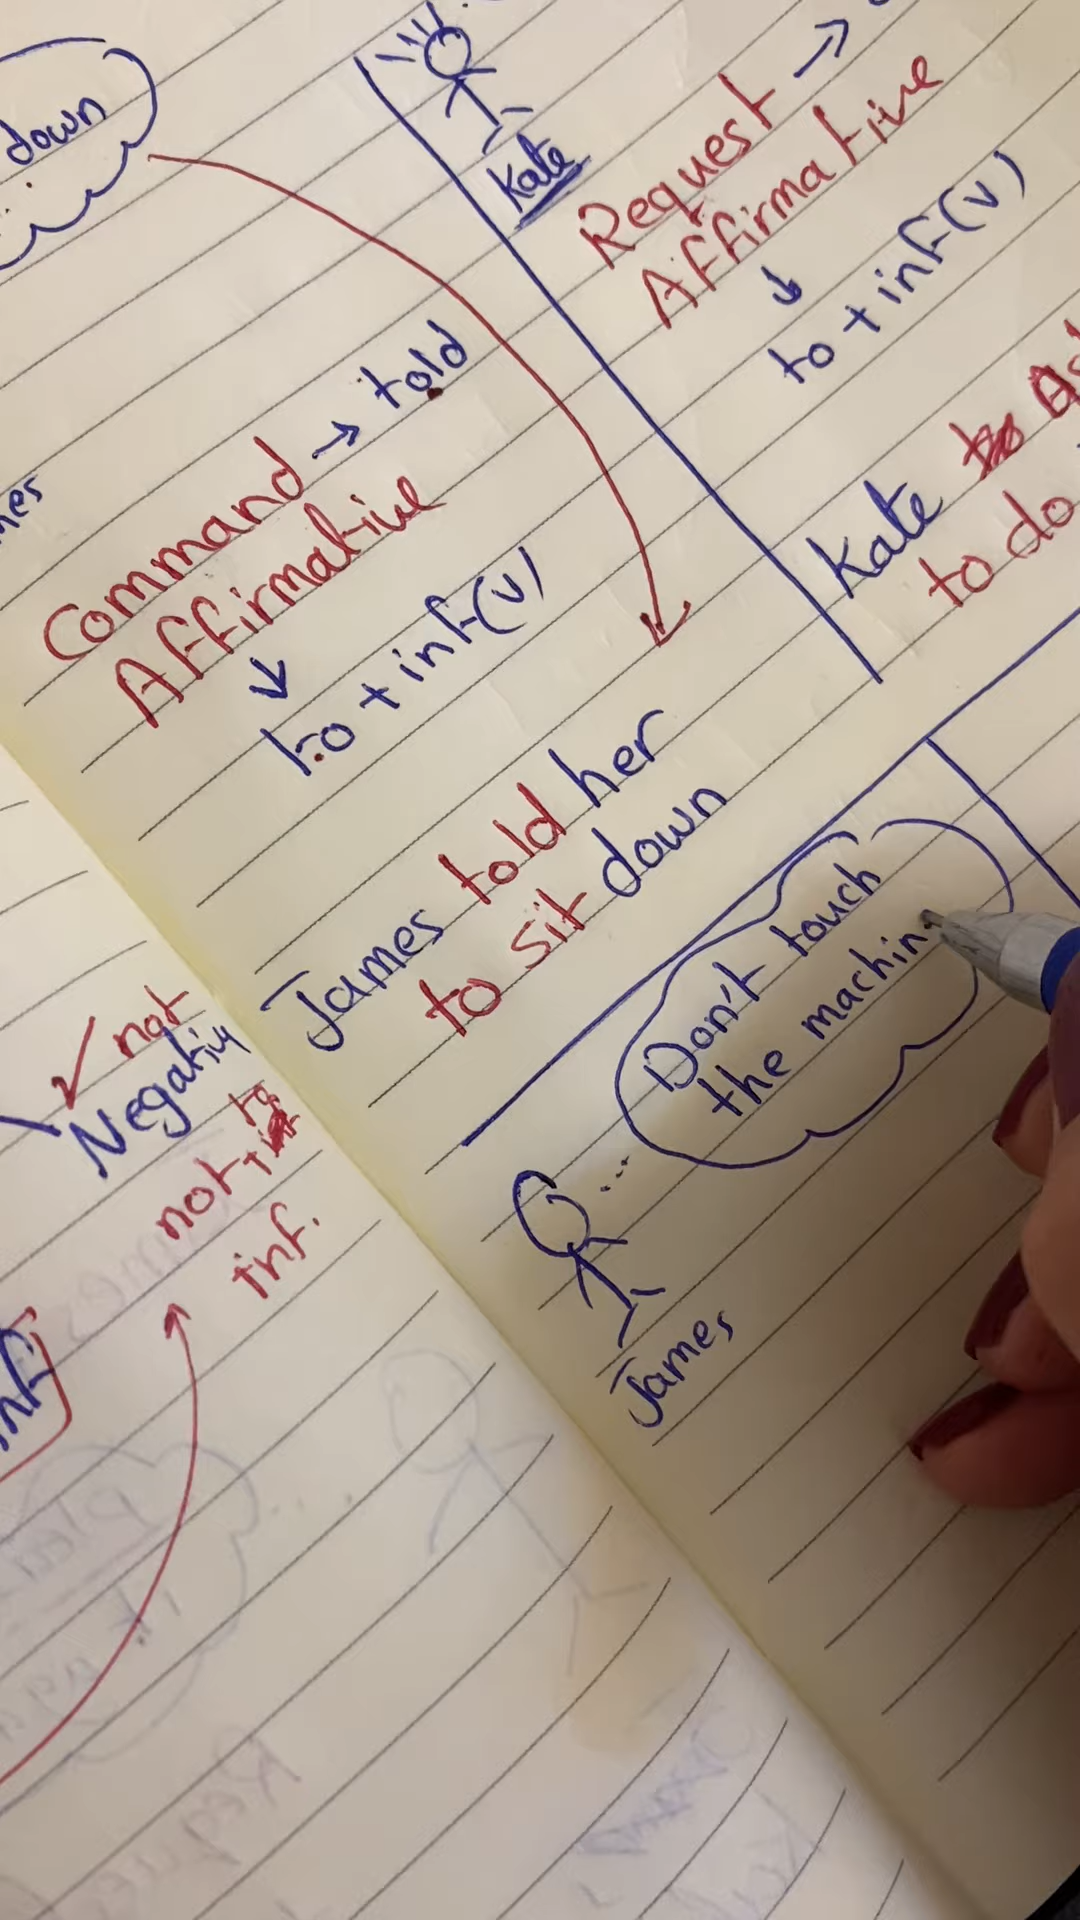 down
Kate
Request →
Affirmative
↓
to + inf(v)
Kate
to do
Command → told
Affirmative
↓
to + inf(v)
James told her
to sit down
Don't touch
the machin
James
not
Negativ
not
to
inf.